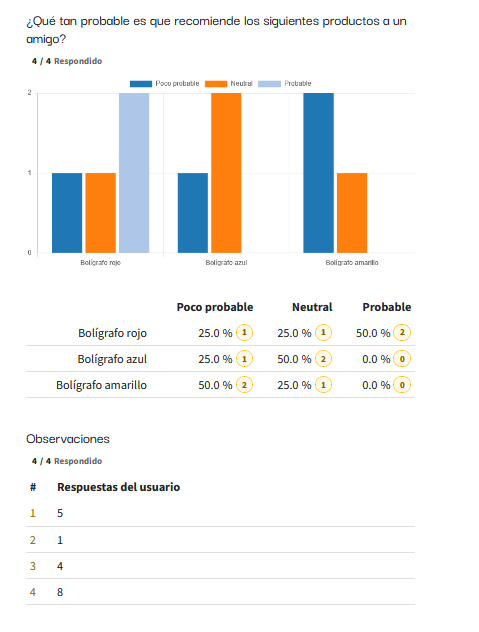 ¿Qué tan probable es que recomiende los siguientes productos a un
amigo?
4 / 4 Respondido
Poco probable Neutral Probable
2
1
0
Bolígrafo rojo Bolígrafo azul Bolígrafo amarillo
Poco probable Neutral Probable
Bolígrafo rojo 25.0 % 1 25.0 % 1 50.0 % 2
Bolígrafo azul 25.0 % 1 50.0 % 2 0.0 % 0
Bolígrafo amarillo 50.0 % 2 25.0 % 1 0.0 % 0
Observaciones
4 / 4 Respondido
# Respuestas del usuario
1 5
2 1
3 4
4 8